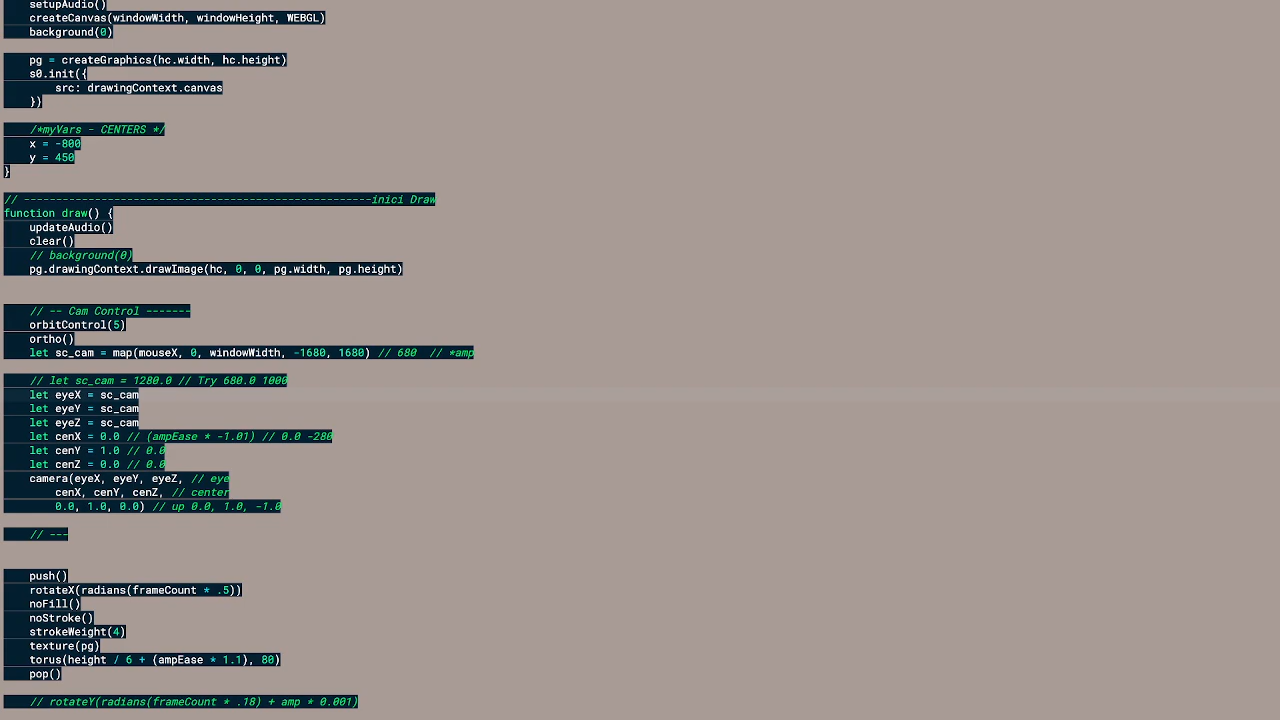 setupAudio()
createCanvas(windowWidth, windowHeight, WEBGL)
background(0)
pg = createGraphics(hc.width, hc.height)
s0.init({
src: drawingContext.canvas
})
/*myVars - CENTERS */
x = -800
y = 450
}
// ------------------------------------------------------inici Draw
function draw() {
updateAudio()
clear()
// background(0)
pg.drawingContext.drawImage(hc, 0, 0, pg.width, pg.height)
// -- Cam Control -------
orbitControl(5)
ortho()
let sc_cam = map(mouseX, 0, windowWidth, -1680, 1680) // 680  // *amp
// let sc_cam = 1280.0 // Try 680.0 1000
let eyeX = sc_cam
let eyeY = sc_cam
let eyeZ = sc_cam
let cenX = 0.0 // (ampEase * -1.01) // 0.0 -280
let cenY = 1.0 // 0.0
let cenZ = 0.0 // 0.0
camera(eyeX, eyeY, eyeZ, // eye
cenX, cenY, cenZ, // center
0.0, 1.0, 0.0) // up 0.0, 1.0, -1.0
// ---
push()
rotateX(radians(frameCount * .5))
noFill()
noStroke()
strokeWeight(4)
texture(pg)
torus(height / 6 + (ampEase * 1.1), 80)
pop()
// rotateY(radians(frameCount * .18) + amp * 0.001)